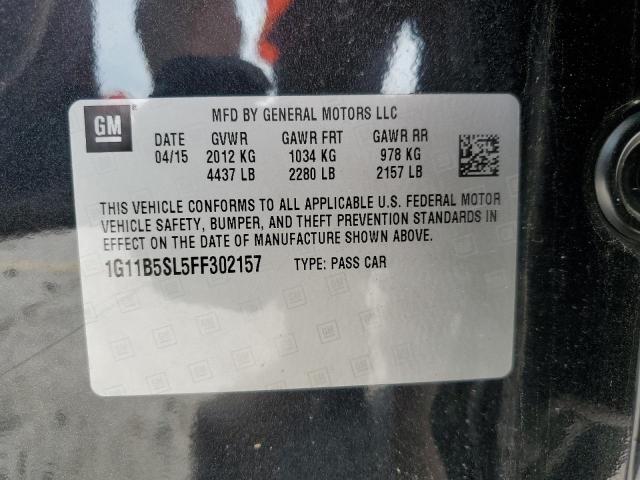 GM
MFD BY GENERAL MOTORS LLC
DATE GVWR GAWR FRT GAWR RR
04/15 2012 KG 1034 KG 978 KG
4437 LB 2280 LB 2157 LB
THIS VEHICLE CONFORMS TO ALL APPLICABLE U.S. FEDERAL MOTOR
VEHICLE SAFETY, BUMPER, AND THEFT PREVENTION STANDARDS IN
EFFECT ON THE DATE OF MANUFACTURE SHOWN ABOVE.
1G11B5SL5FF302157 TYPE: PASS CAR